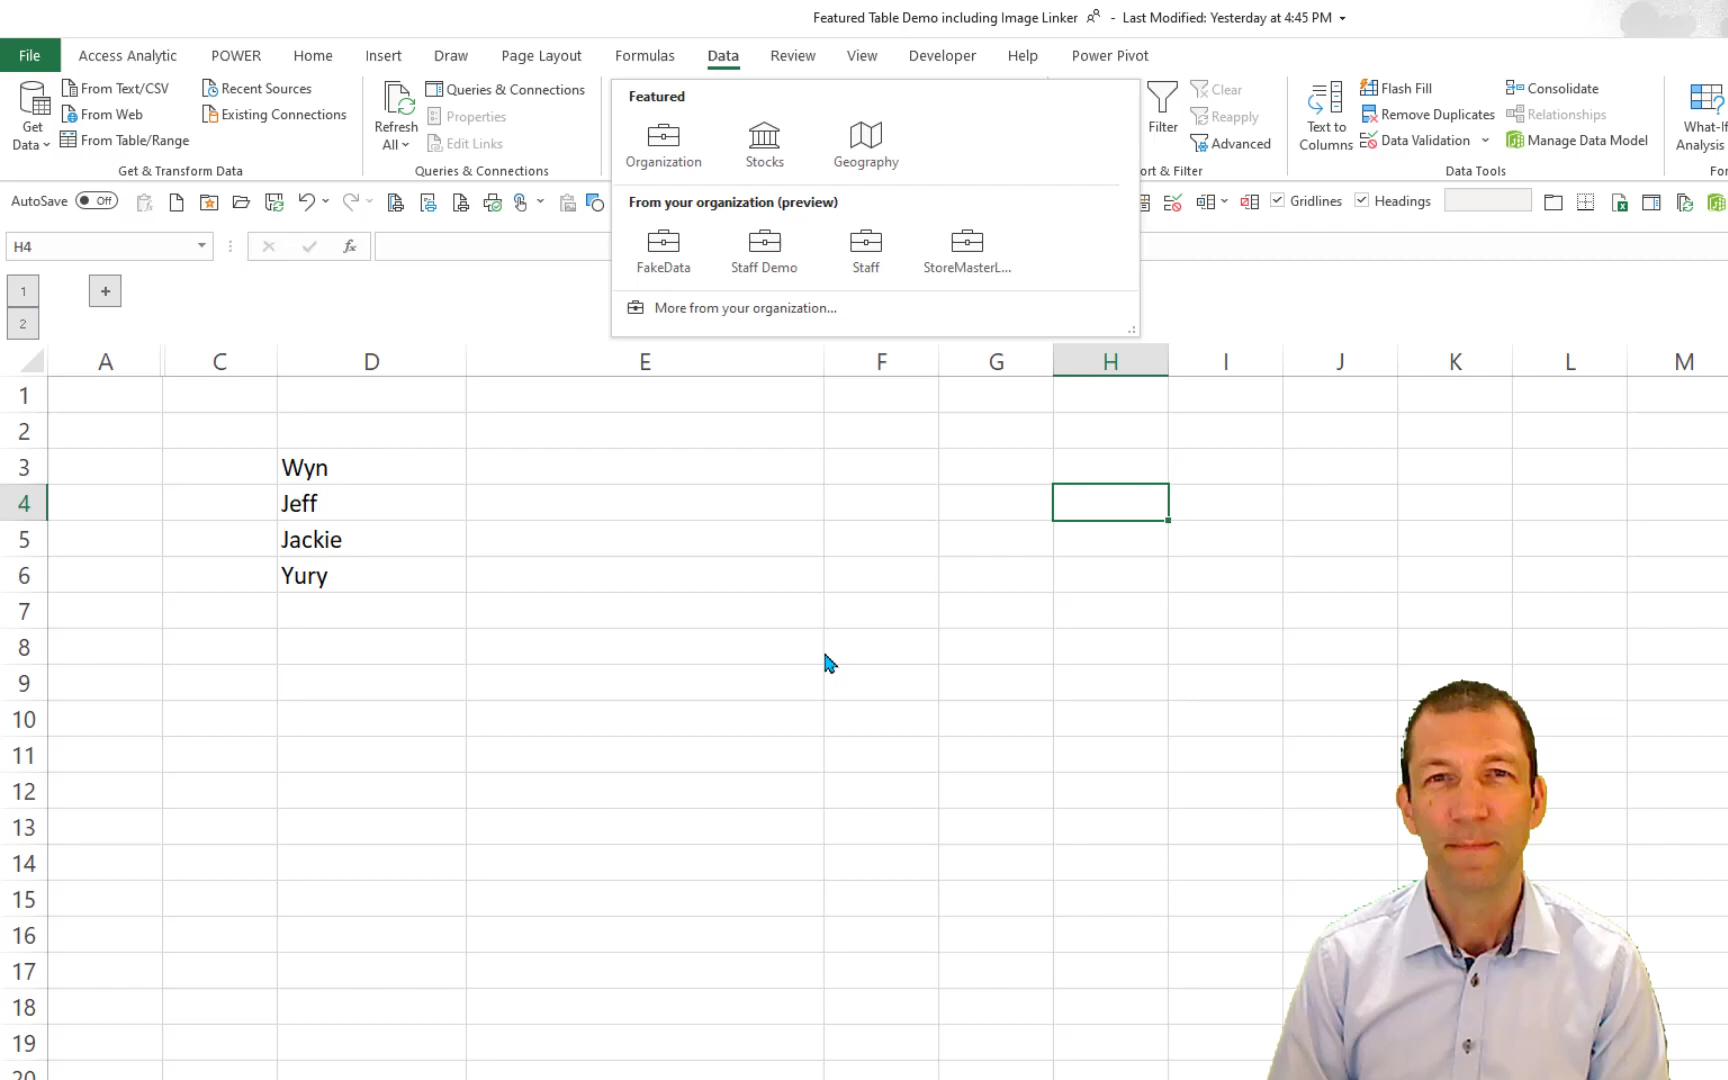 Featured Table Demo including Image Linker - Last Modified: Yesterday at 4:45 PM
File Access Analytic POWER Home Insert Draw Page Layout Formulas Data Review View Developer Help Power Pivot
Get Data
From Text/CSV
From Web
From Table/Range
Recent Sources
Existing Connections
Get & Transform Data
Refresh All
Queries & Connections
Properties
Edit Links
Queries & Connections
Featured
Organization Stocks Geography
From your organization (preview)
FakeData Staff Demo Staff StoreMasterL...
More from your organization...
Filter
Clear
Reapply
Advanced
ort & Filter
Text to Columns
Flash Fill
Remove Duplicates
Data Validation
Consolidate
Relationships
Manage Data Model
Data Tools
What-If
Analysis
For
AutoSave Off
Gridlines Headings
H4 fx
1
2
+
A C D E F G H I J K L M
1
2
3 Wyn
4 Jeff
5 Jackie
6 Yury
7
8
9
10
11
12
13
14
15
16
17
18
19
20